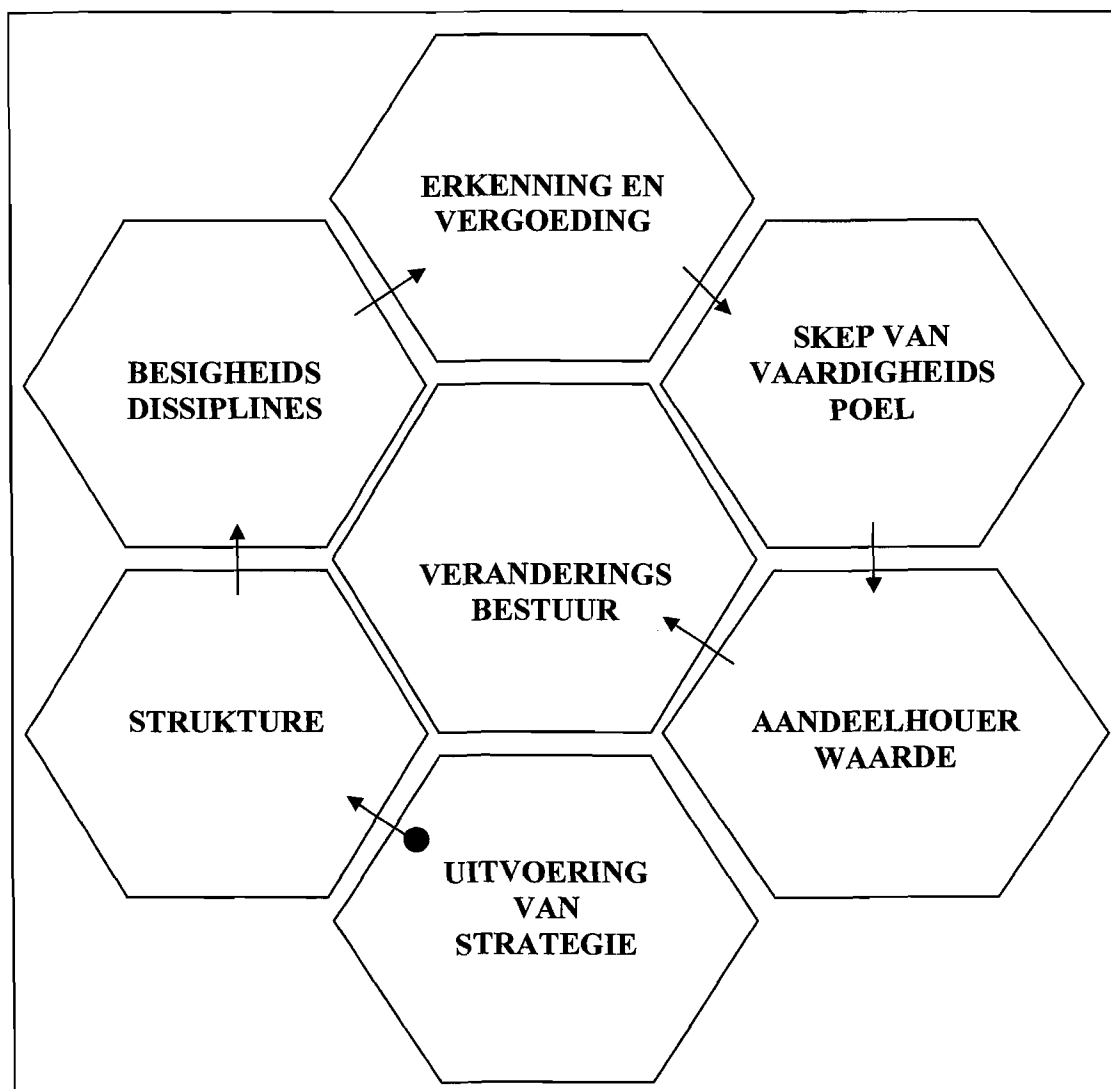 ERKENNING EN
VERGOEDING
BESIGHEIDS
DISSIPLINES
SKEP VAN
VAARDIGHEIDS
POEL
VERANDERINGS
BESTUUR
STRUKTURE
AANDEELHOUER
WAARDE
UITVOERING
VAN
STRATEGIE